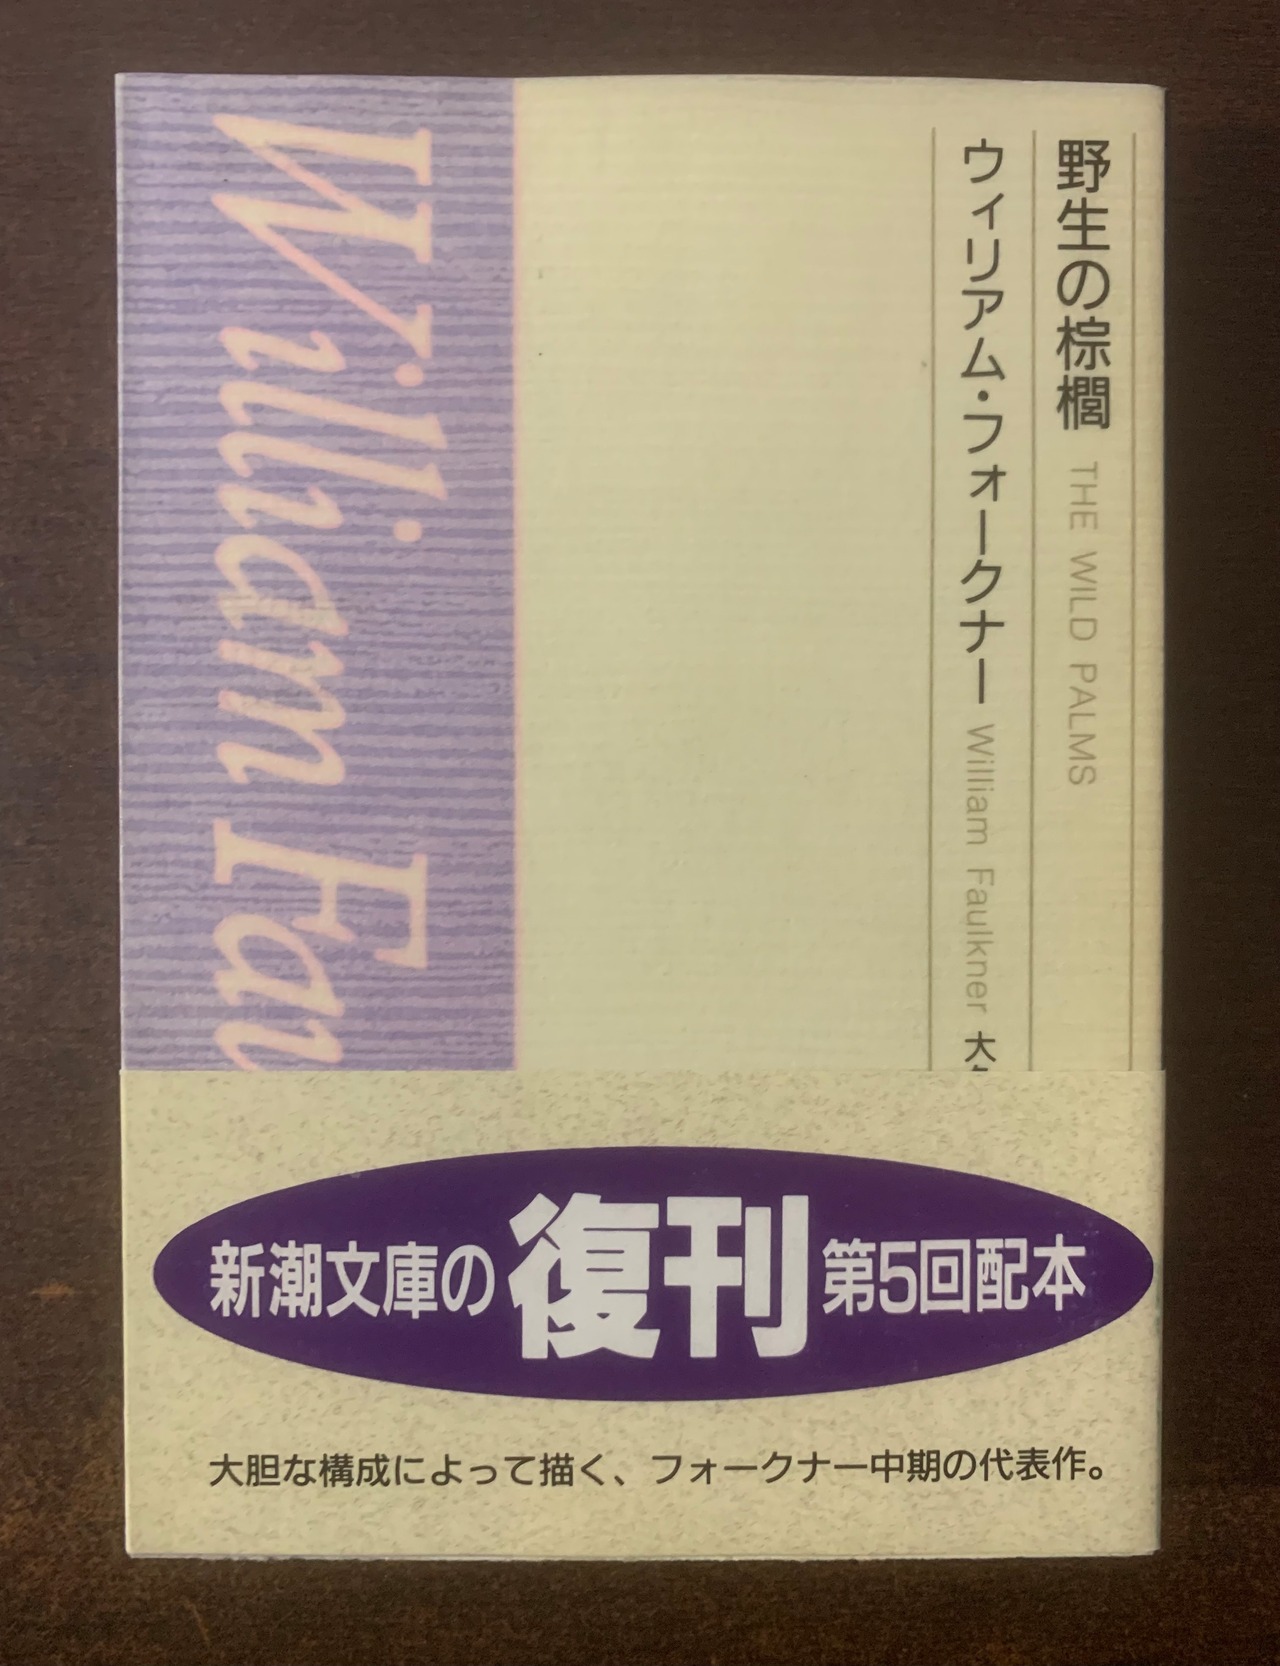 野生の棕櫚 THE WILD PALMS
ウィリアム・フォークナー William Faulkner 大
William Fau
新潮文庫の復刊第5回配本
大胆な構成によって描く、フォークナー中期の代表作。